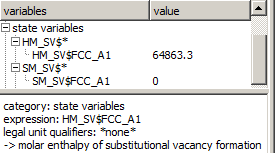 variables value
state variables
HM_SV$*
HM_SV$FCC_A1 64863.3
SM_SV$*
SM_SV$FCC_A1 0
category: state variables
expression: HM_SV$FCC_A1
legal unit qualifiers: *none*
-> molar enthalpy of substitutional vacancy formation